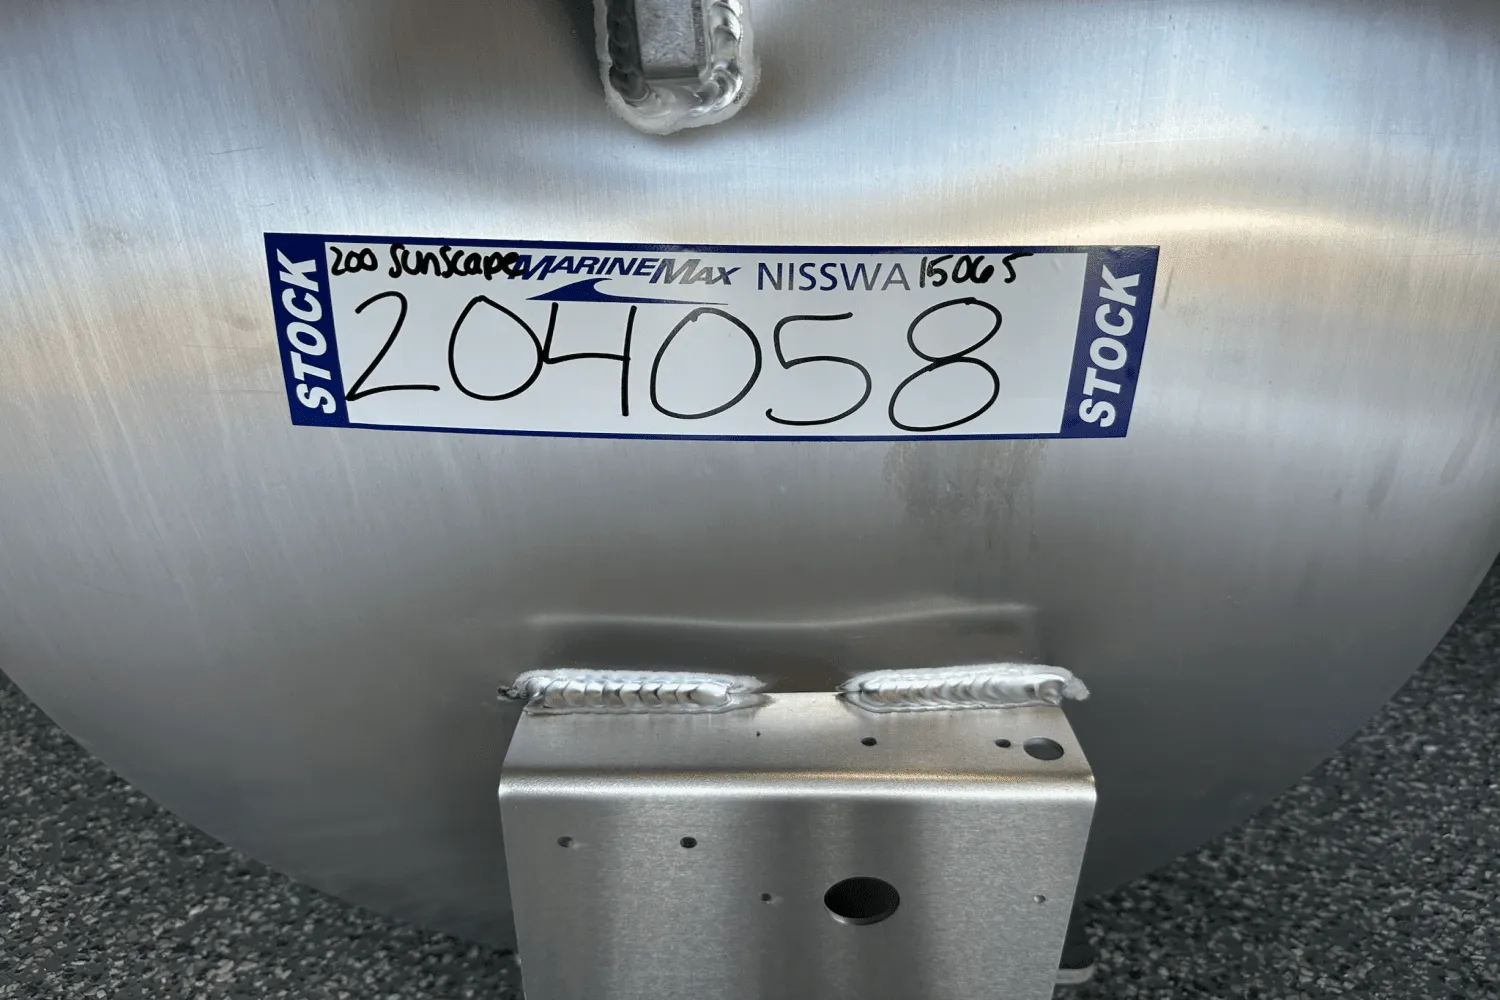 STOCK
200 SunScape MARINEMAX NISSWA 15065
204058
STOCK